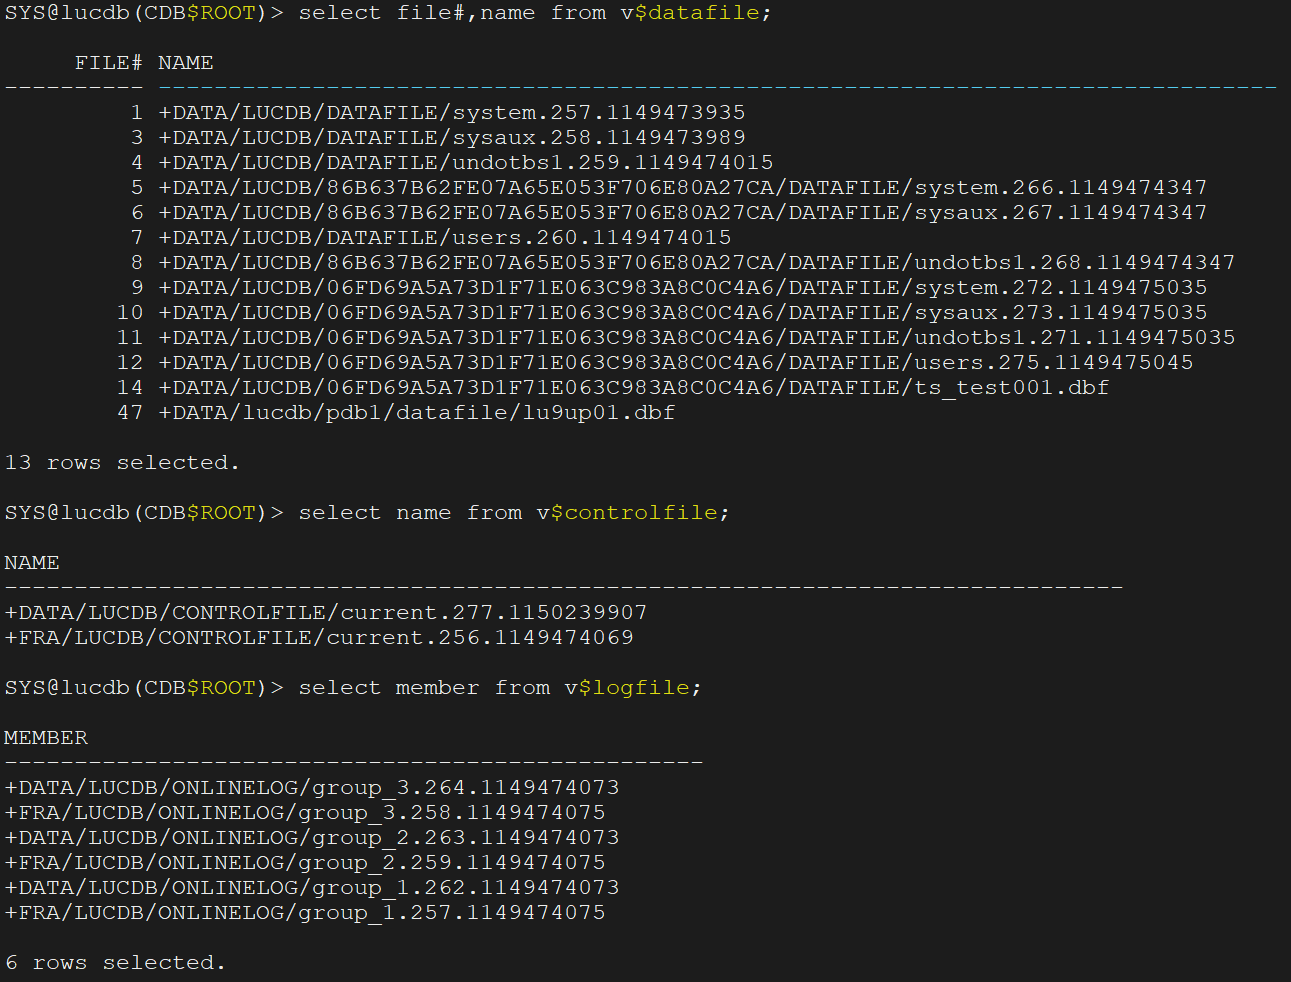 SYS@lucdb(CDB$ROOT)> select file#,name from v$datafile;

     FILE# NAME
---------- --------------------------------------------------------------------------------
         1 +DATA/LUCDB/DATAFILE/system.257.1149473935
         3 +DATA/LUCDB/DATAFILE/sysaux.258.1149473989
         4 +DATA/LUCDB/DATAFILE/undotbs1.259.1149474015
         5 +DATA/LUCDB/86B637B62FE07A65E053F706E80A27CA/DATAFILE/system.266.1149474347
         6 +DATA/LUCDB/86B637B62FE07A65E053F706E80A27CA/DATAFILE/sysaux.267.1149474347
         7 +DATA/LUCDB/DATAFILE/users.260.1149474015
         8 +DATA/LUCDB/86B637B62FE07A65E053F706E80A27CA/DATAFILE/undotbs1.268.1149474347
         9 +DATA/LUCDB/06FD69A5A73D1F71E063C983A8C0C4A6/DATAFILE/system.272.1149475035
        10 +DATA/LUCDB/06FD69A5A73D1F71E063C983A8C0C4A6/DATAFILE/sysaux.273.1149475035
        11 +DATA/LUCDB/06FD69A5A73D1F71E063C983A8C0C4A6/DATAFILE/undotbs1.271.1149475035
        12 +DATA/LUCDB/06FD69A5A73D1F71E063C983A8C0C4A6/DATAFILE/users.275.1149475045
        14 +DATA/LUCDB/06FD69A5A73D1F71E063C983A8C0C4A6/DATAFILE/ts_test001.dbf
        47 +DATA/lucdb/pdb1/datafile/lu9up01.dbf

13 rows selected.

SYS@lucdb(CDB$ROOT)> select name from v$controlfile;

NAME
--------------------------------------------------------------------------------
+DATA/LUCDB/CONTROLFILE/current.277.1150239907
+FRA/LUCDB/CONTROLFILE/current.256.1149474069

SYS@lucdb(CDB$ROOT)> select member from v$logfile;

MEMBER
--------------------------------------------------
+DATA/LUCDB/ONLINELOG/group_3.264.1149474073
+FRA/LUCDB/ONLINELOG/group_3.258.1149474075
+DATA/LUCDB/ONLINELOG/group_2.263.1149474073
+FRA/LUCDB/ONLINELOG/group_2.259.1149474075
+DATA/LUCDB/ONLINELOG/group_1.262.1149474073
+FRA/LUCDB/ONLINELOG/group_1.257.1149474075

6 rows selected.